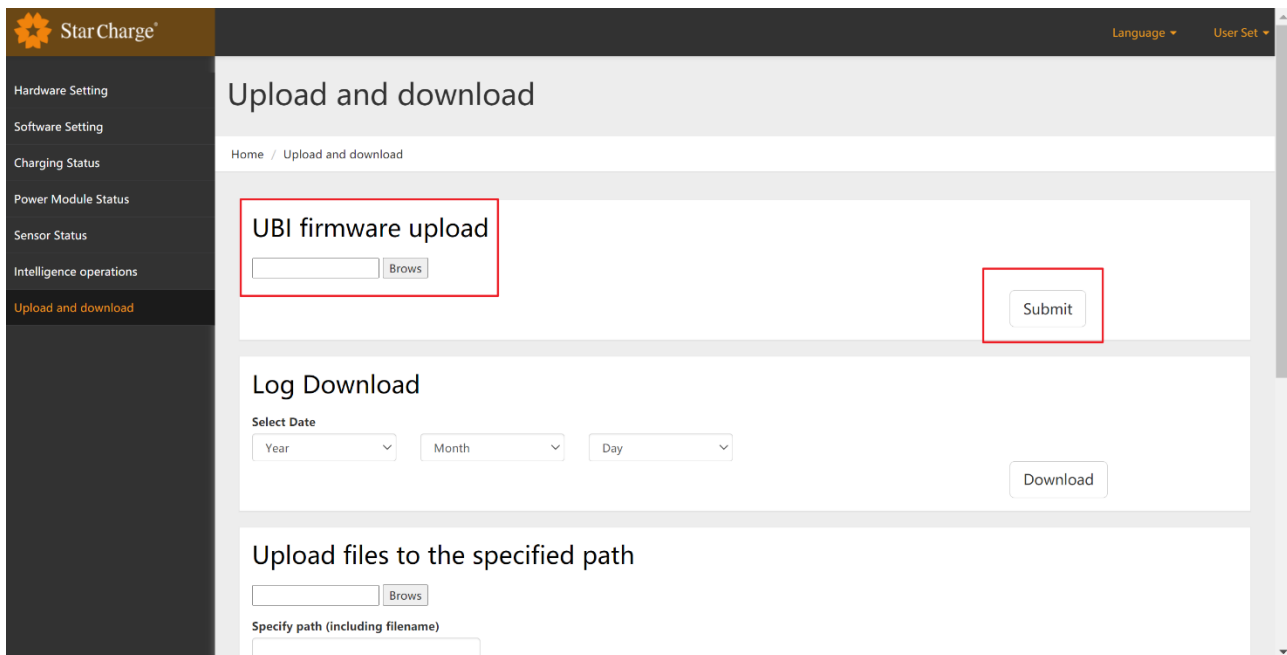 StarCharge®
Language
User Set
Hardware Setting
Software Setting
Charging Status
Power Module Status
Sensor Status
Intelligence operations
Upload and download
Upload and download
Home / Upload and download
UBI firmware upload
Brows
Submit
Log Download
Select Date
Year Month Day
Download
Upload files to the specified path
Brows
Specify path (including filename)